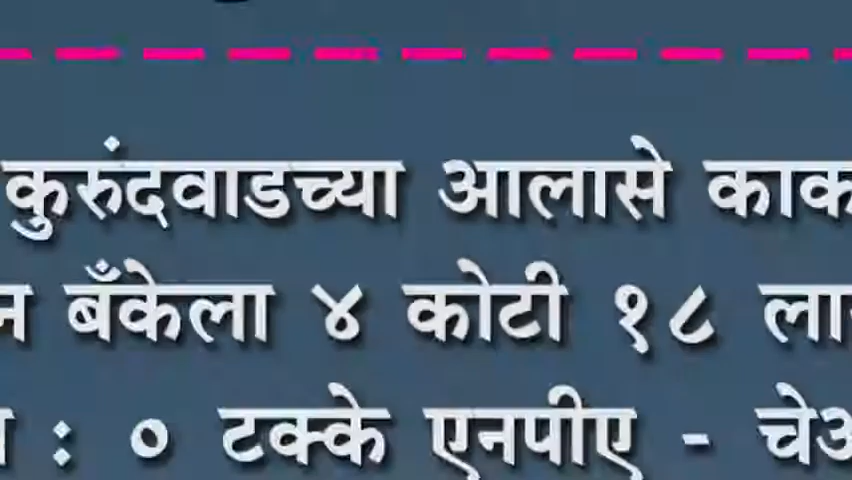 कुरुंदवाडच्या आलासे काक
बँकेला ४ कोटी १८
: ० टक्के एनपीए -